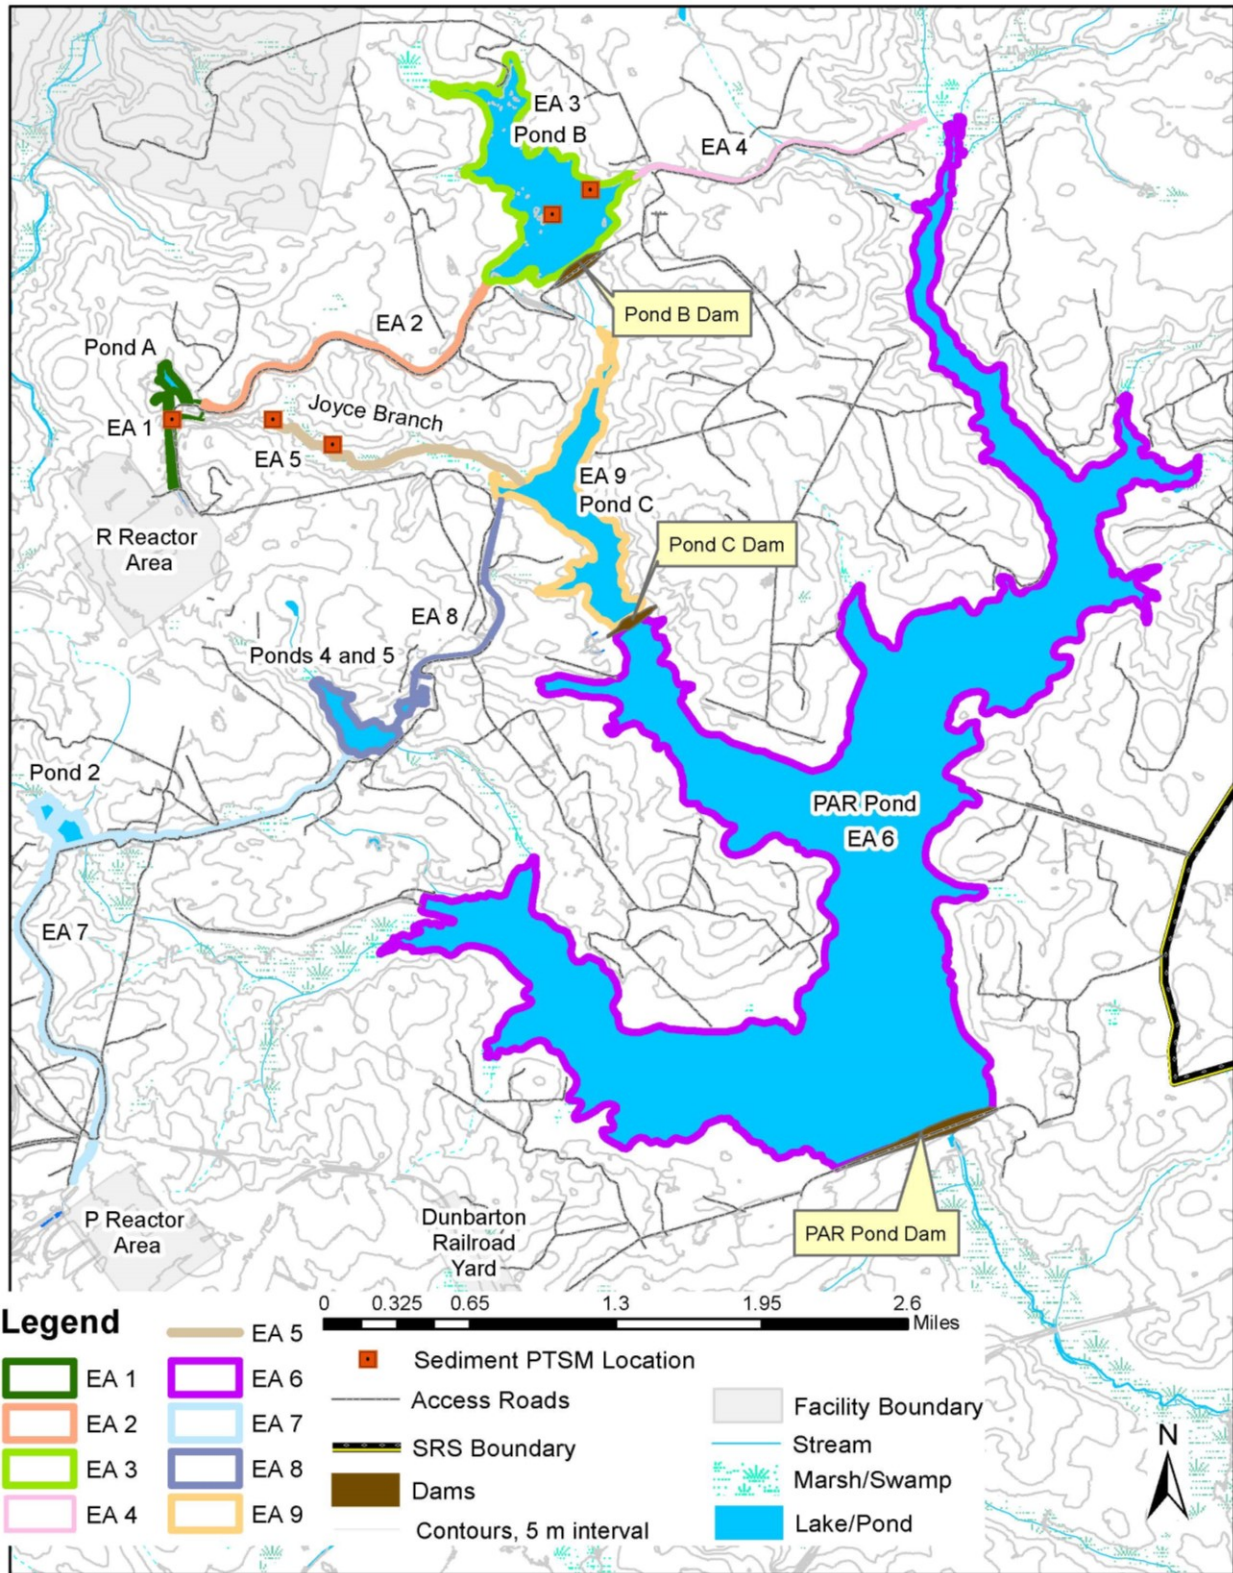 EA 3
Pond B
EA 4
Pond B Dam
EA 2
Pond A
EA 1
Joyce Branch
EA 5
EA 9
Pond C
R Reactor
Area
Pond C Dam
EA 8
Ponds 4 and 5
Pond 2
PAR Pond
EA 6
EA 7
P Reactor
Area
Dunbarton
Railroad
Yard
PAR Pond Dam
Legend
0 0.325 0.65 1.3 1.95 2.6
Miles
EA 1
EA 2
EA 3
EA 4
EA 5
EA 6
EA 7
EA 8
EA 9
Sediment PTSM Location
Access Roads
SRS Boundary
Dams
Contours, 5 m interval
Facility Boundary
Stream
Marsh/Swamp
Lake/Pond
N